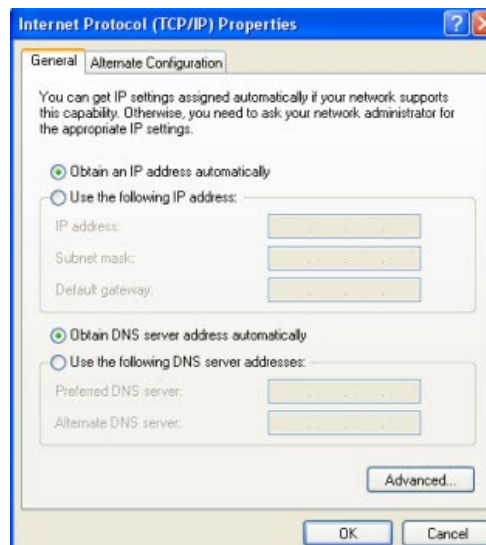 Internet Protocol (TCP/IP) Properties
General
Alternate Configuration
You can get IP settings assigned automatically if your network supports
this capability. Otherwise, you need to ask your network administrator for
the appropriate IP settings.
Obtain an IP address automatically
Use the following IP address:
IP address:
Subnet mask:
Default gateway:
Obtain DNS server address automatically
Use the following DNS server addresses:
Preferred DNS server:
Alternate DNS server:
Advanced...
OK
Cancel